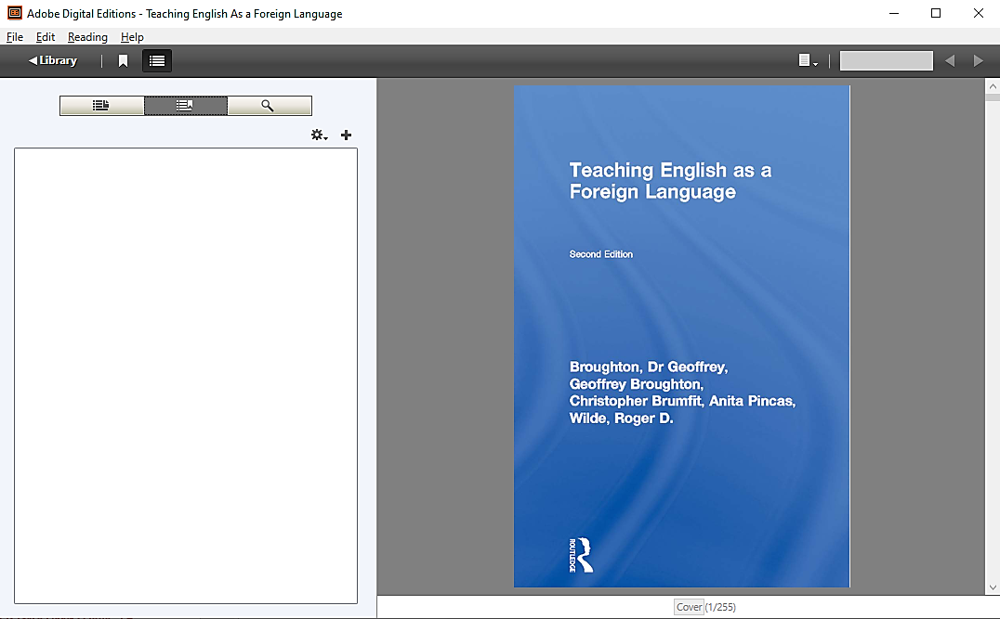 Adobe Digital Editions - Teaching English As a Foreign Language
File Edit Reading Help
Library
Teaching English as a
Foreign Language
Second Edition
Broughton, Dr Geoffrey,
Geoffrey Broughton,
Christopher Brumfit, Anita Pincas,
Wilde, Roger D.
ROUTLEDGE
Cover (1/255)